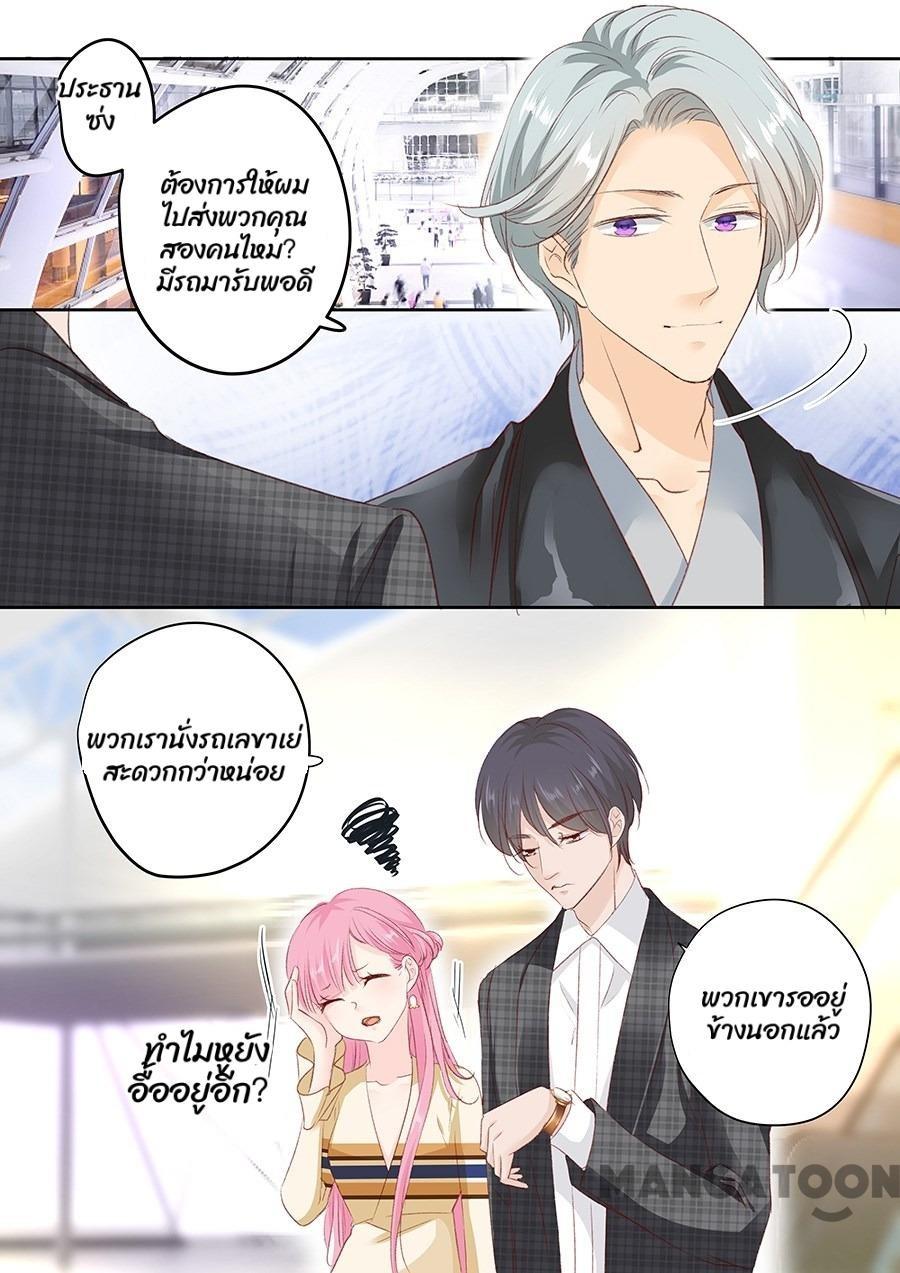 ประธาน
ซ่ง
ต้องการให้ผม
ไปส่งพวกคุณ
สองคนไหม?
มีรถมารับพอดี
พวกเรานั่งรถเลขาเย่
สะดวกกว่าหน่อย
ทำไมหูยัง
อื้ออยู่อีก?
พวกเขารออยู่
ข้างนอกแล้ว
MANGATOON